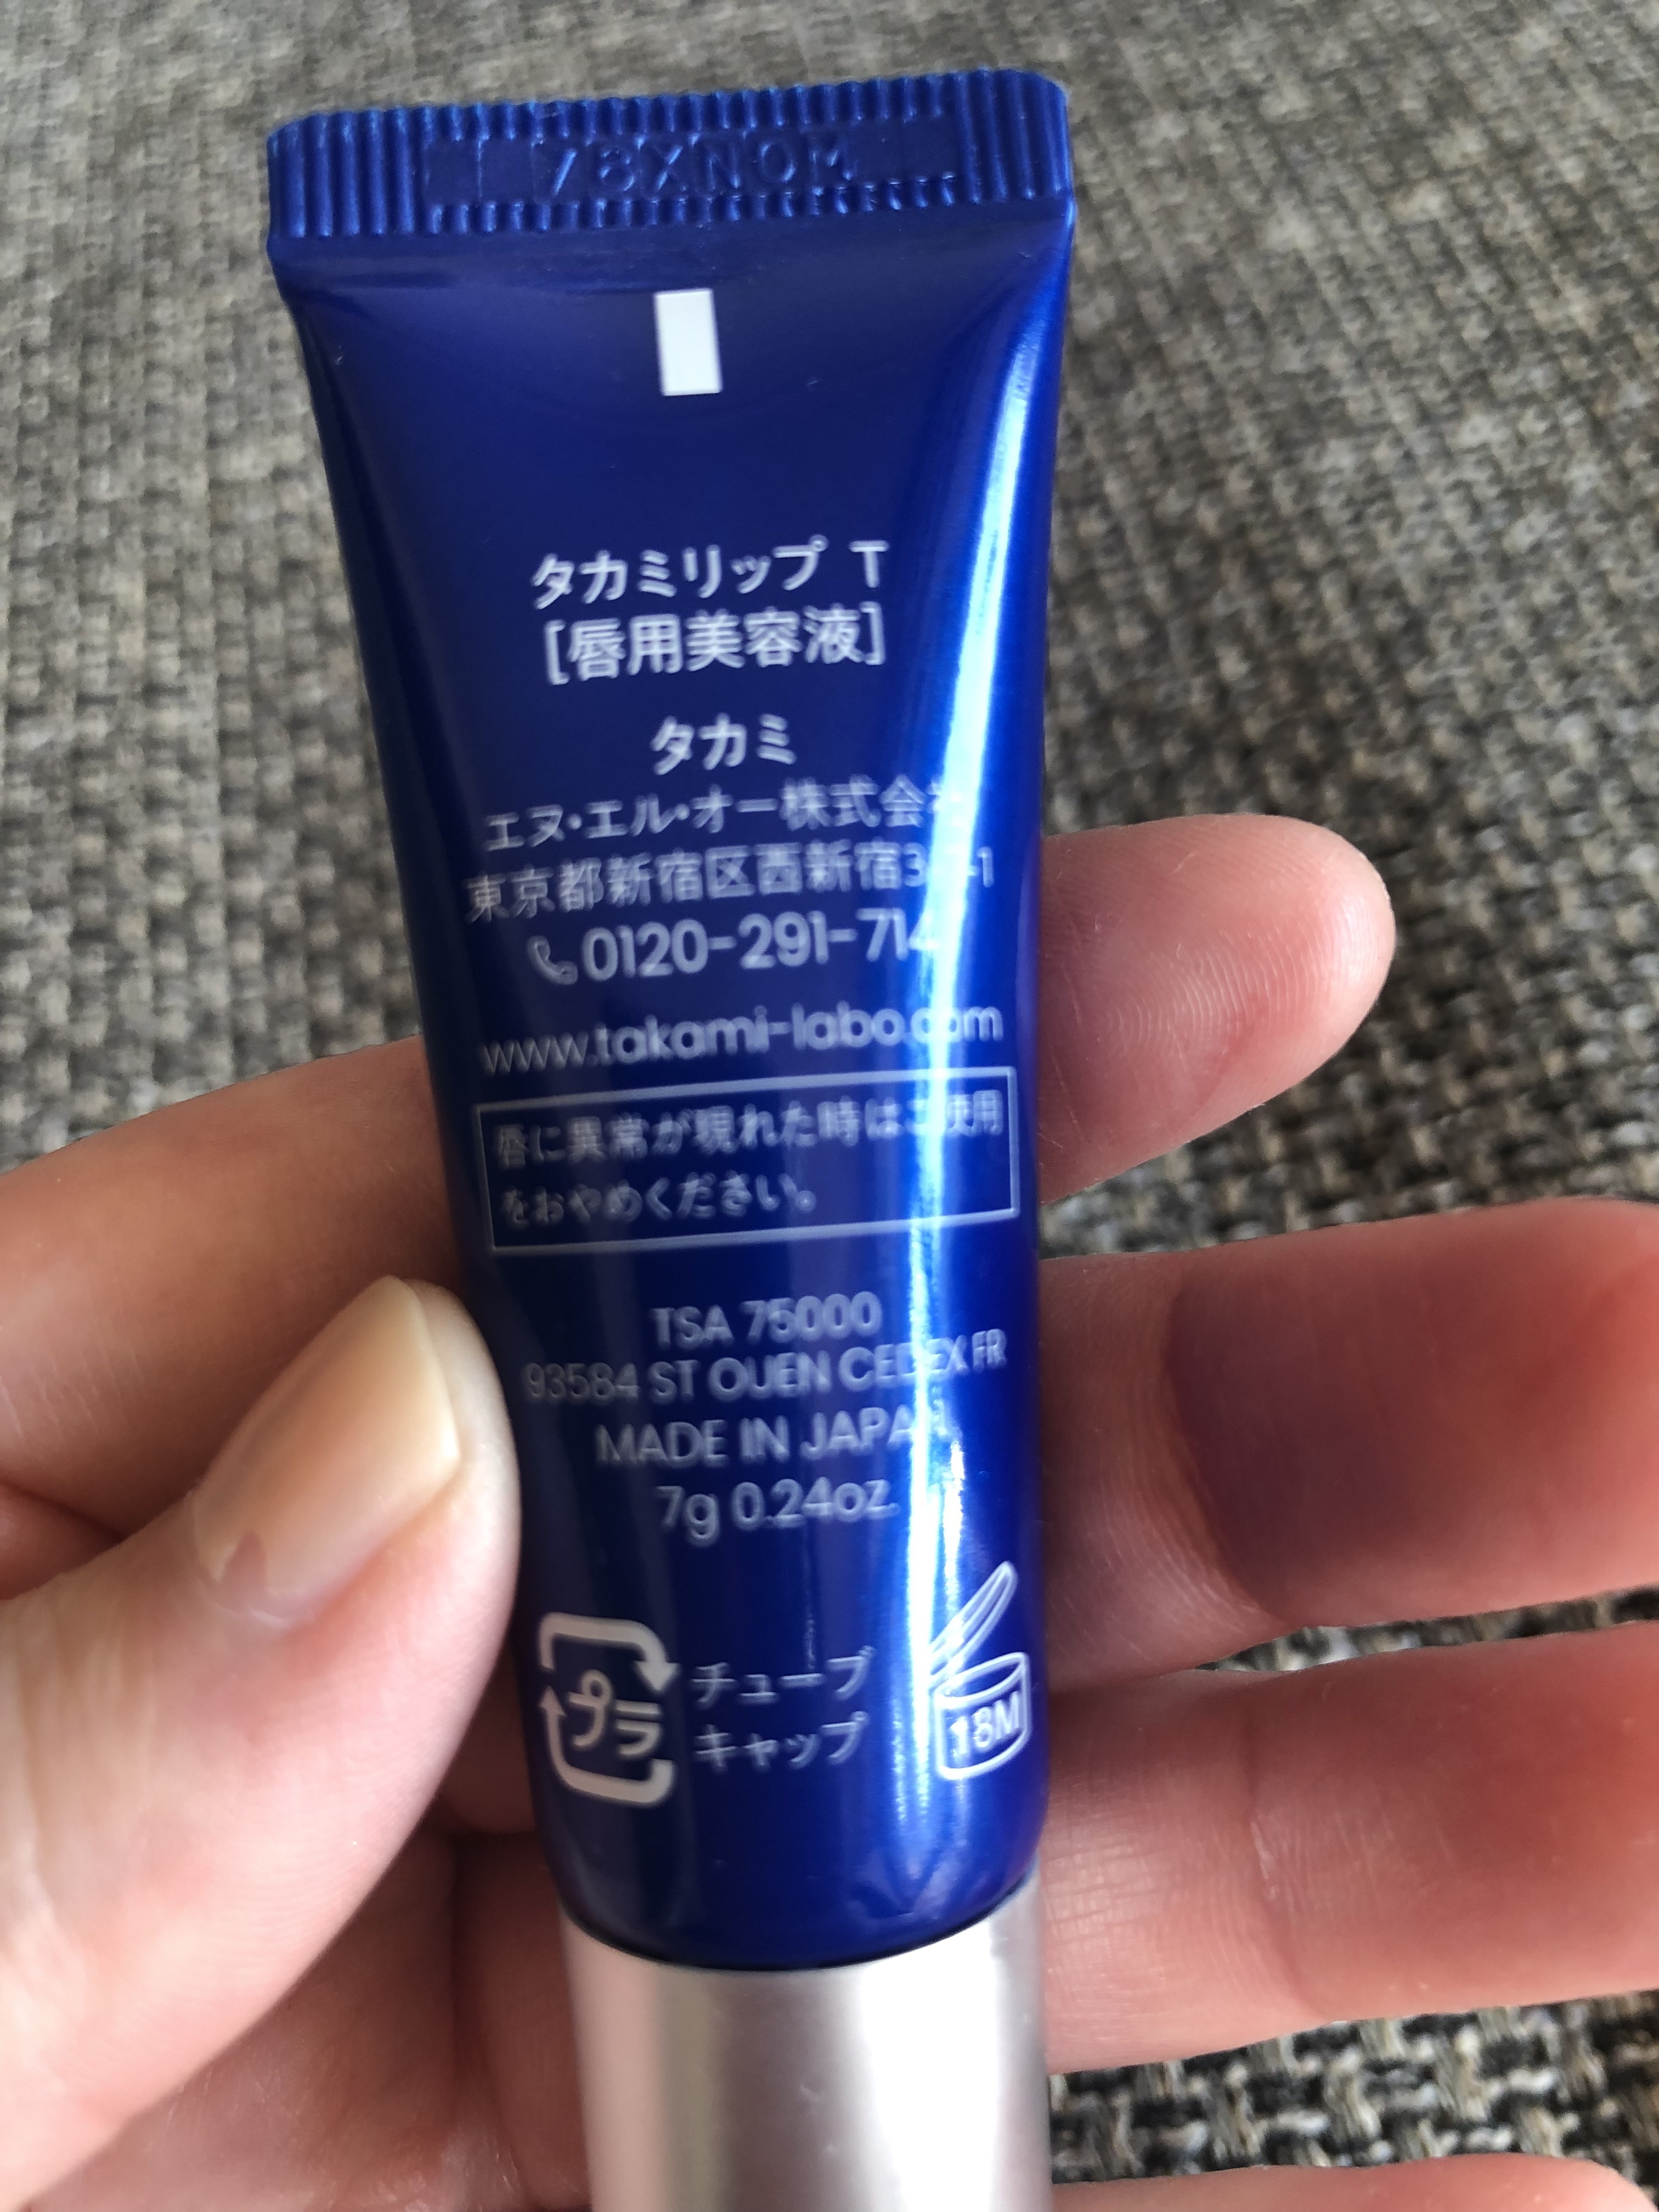 78XN0M
タカミリップ T
[唇用美容液]
タカミ
エヌ・エル・オー株式会社
東京都新宿区西新宿
0120-291-714
www.takami-labo.com
唇に異常が現れた時はご使用
をおやめください。
TSA 75000
93584 ST OUEN CEDEX FR
MADE IN JAPAN
7g 0.24oz.
プラ
チューブ
キャップ
18M